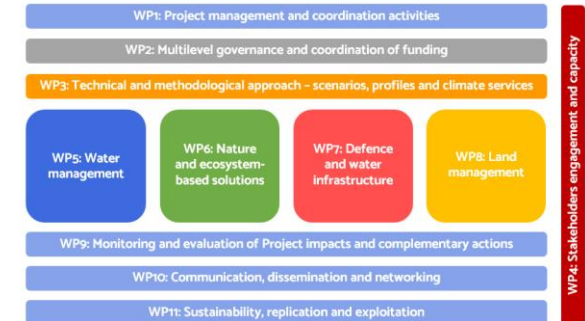 WP1: Project management and coordination activities
WP2: Multilevel governance and coordination of funding
WP3: Technical and methodological approach – scenarios, profiles and climate services
WP5: Water
management
WP6: Nature
and ecosystem-
based solutions
WP7: Defence
and water
infrastructure
WP8: Land
management
WP9: Monitoring and evaluation of Project impacts and complementary actions
WP10: Communication, dissemination and networking
WP11: Sustainability, replication and exploitation
WP4: Stakeholders engagement and capacity